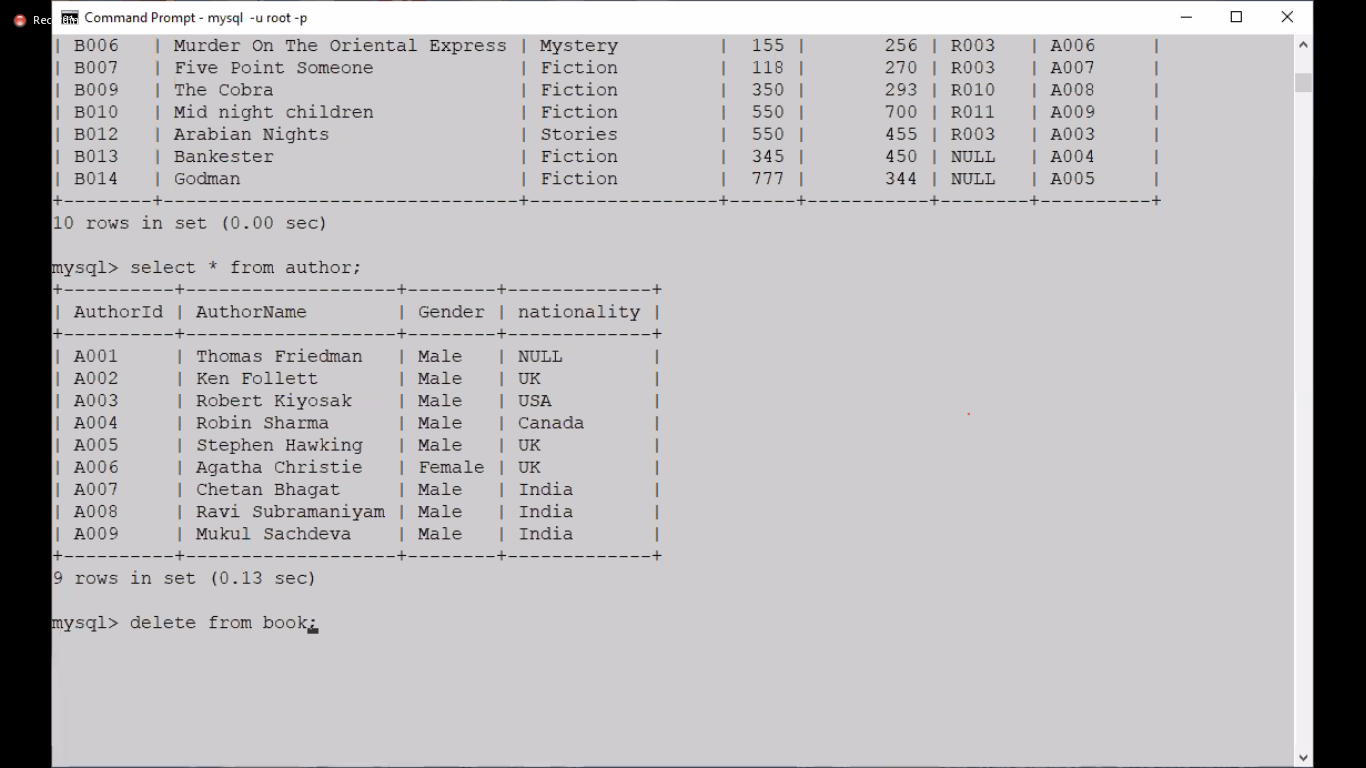 Rec
Command Prompt - mysql -u root -p
| B006 | Murder On The Oriental Express | Mystery | 155 | 256 | R003 | A006 |
| B007 | Five Point Someone | Fiction | 118 | 270 | R003 | A007 |
| B009 | The Cobra | Fiction | 350 | 293 | R010 | A008 |
| B010 | Mid night children | Fiction | 550 | 700 | R011 | A009 |
| B012 | Arabian Nights | Stories | 550 | 455 | R003 | A003 |
| B013 | Bankester | Fiction | 345 | 450 | NULL | A004 |
| B014 | Godman | Fiction | 777 | 344 | NULL | A005 |
10 rows in set (0.00 sec)
mysql> select * from author;
| AuthorId | AuthorName | Gender | nationality |
| A001 | Thomas Friedman | Male | NULL |
| A002 | Ken Follett | Male | UK |
| A003 | Robert Kiyosak | Male | USA |
| A004 | Robin Sharma | Male | Canada |
| A005 | Stephen Hawking | Male | UK |
| A006 | Agatha Christie | Female | UK |
| A007 | Chetan Bhagat | Male | India |
| A008 | Ravi Subramaniyam | Male | India |
| A009 | Mukul Sachdeva | Male | India |
9 rows in set (0.13 sec)
mysql> delete from book;